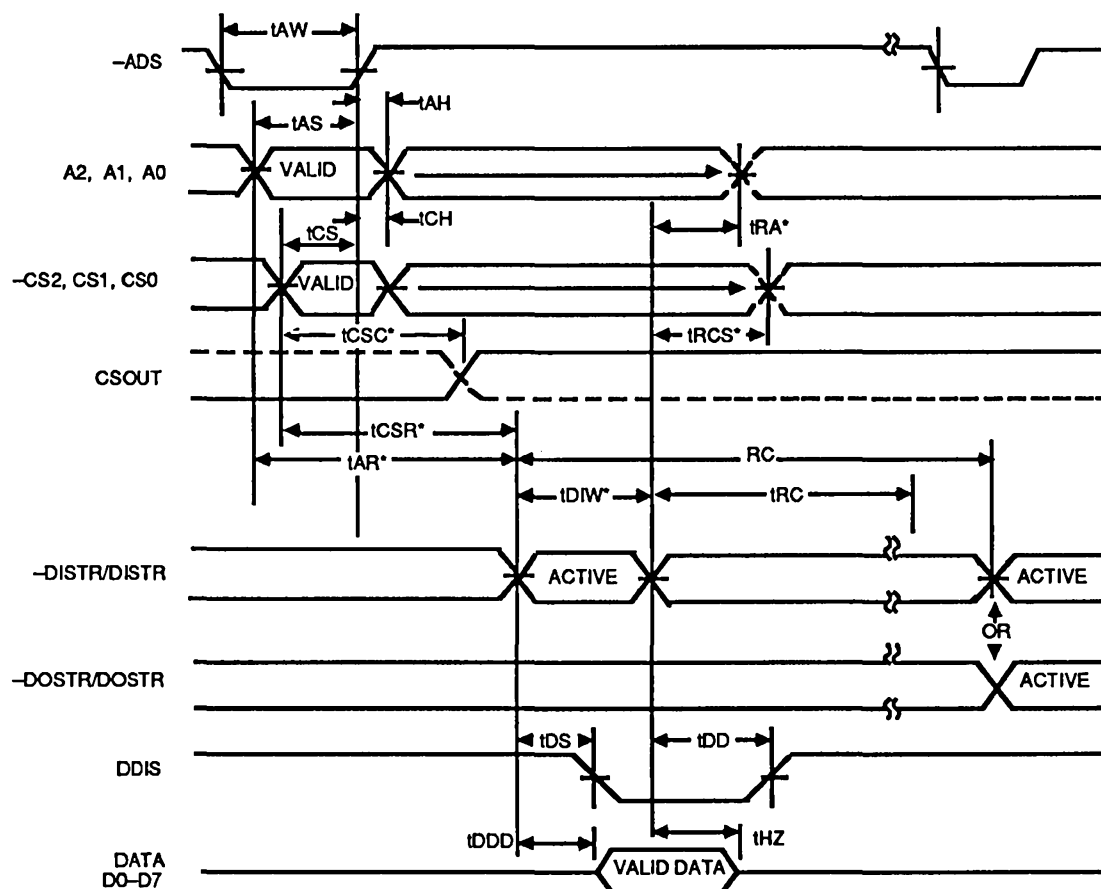 tAW
–ADS
tAH
tAS
A2, A1, A0
VALID
tCH
tCS
tRA*
–CS2, CS1, CS0
VALID
tCSC*
tRCS*
CSOUT
tCSR*
tAR*
RC
tDIW*
tRC
–DISTR/DISTR
ACTIVE
ACTIVE
OR
–DOSTR/DOSTR
ACTIVE
tDS
tDD
DDIS
tDDD
tHZ
DATA
D0–D7
VALID DATA